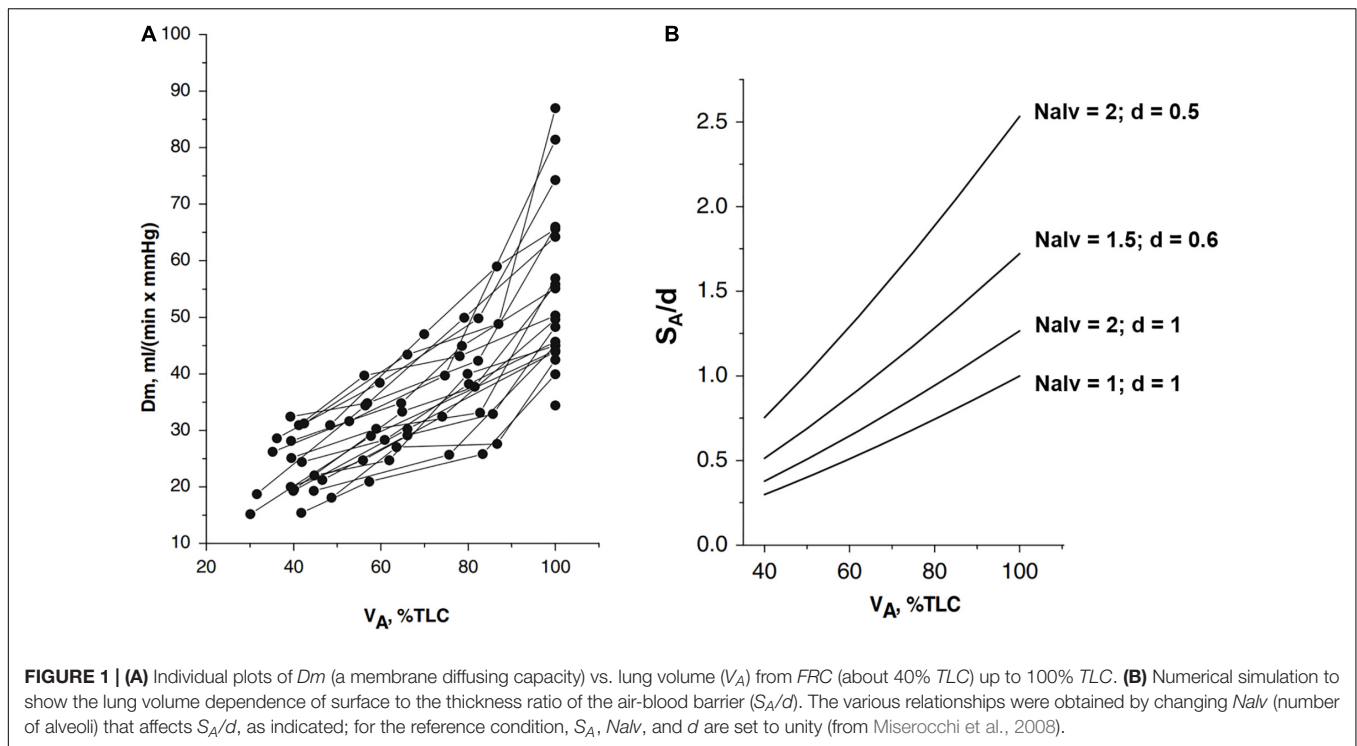 A
100
90
80
70
60
50
40
30
20
10
Dm, ml/(min x mmHg)
20 40 60 80 100
VA, %TLC
B
2.5
2.0
1.5
1.0
0.5
0.0
SA/d
Nalv = 2; d = 0.5
Nalv = 1.5; d = 0.6
Nalv = 2; d = 1
Nalv = 1; d = 1
40 60 80 100
VA, %TLC
FIGURE 1 | (A) Individual plots of Dm (a membrane diffusing capacity) vs. lung volume (VA) from FRC (about 40% TLC) up to 100% TLC. (B) Numerical simulation to
show the lung volume dependence of surface to the thickness ratio of the air-blood barrier (SA/d). The various relationships were obtained by changing Nalv (number
of alveoli) that affects SA/d, as indicated; for the reference condition, SA, Nalv, and d are set to unity (from Miserocchi et al., 2008).